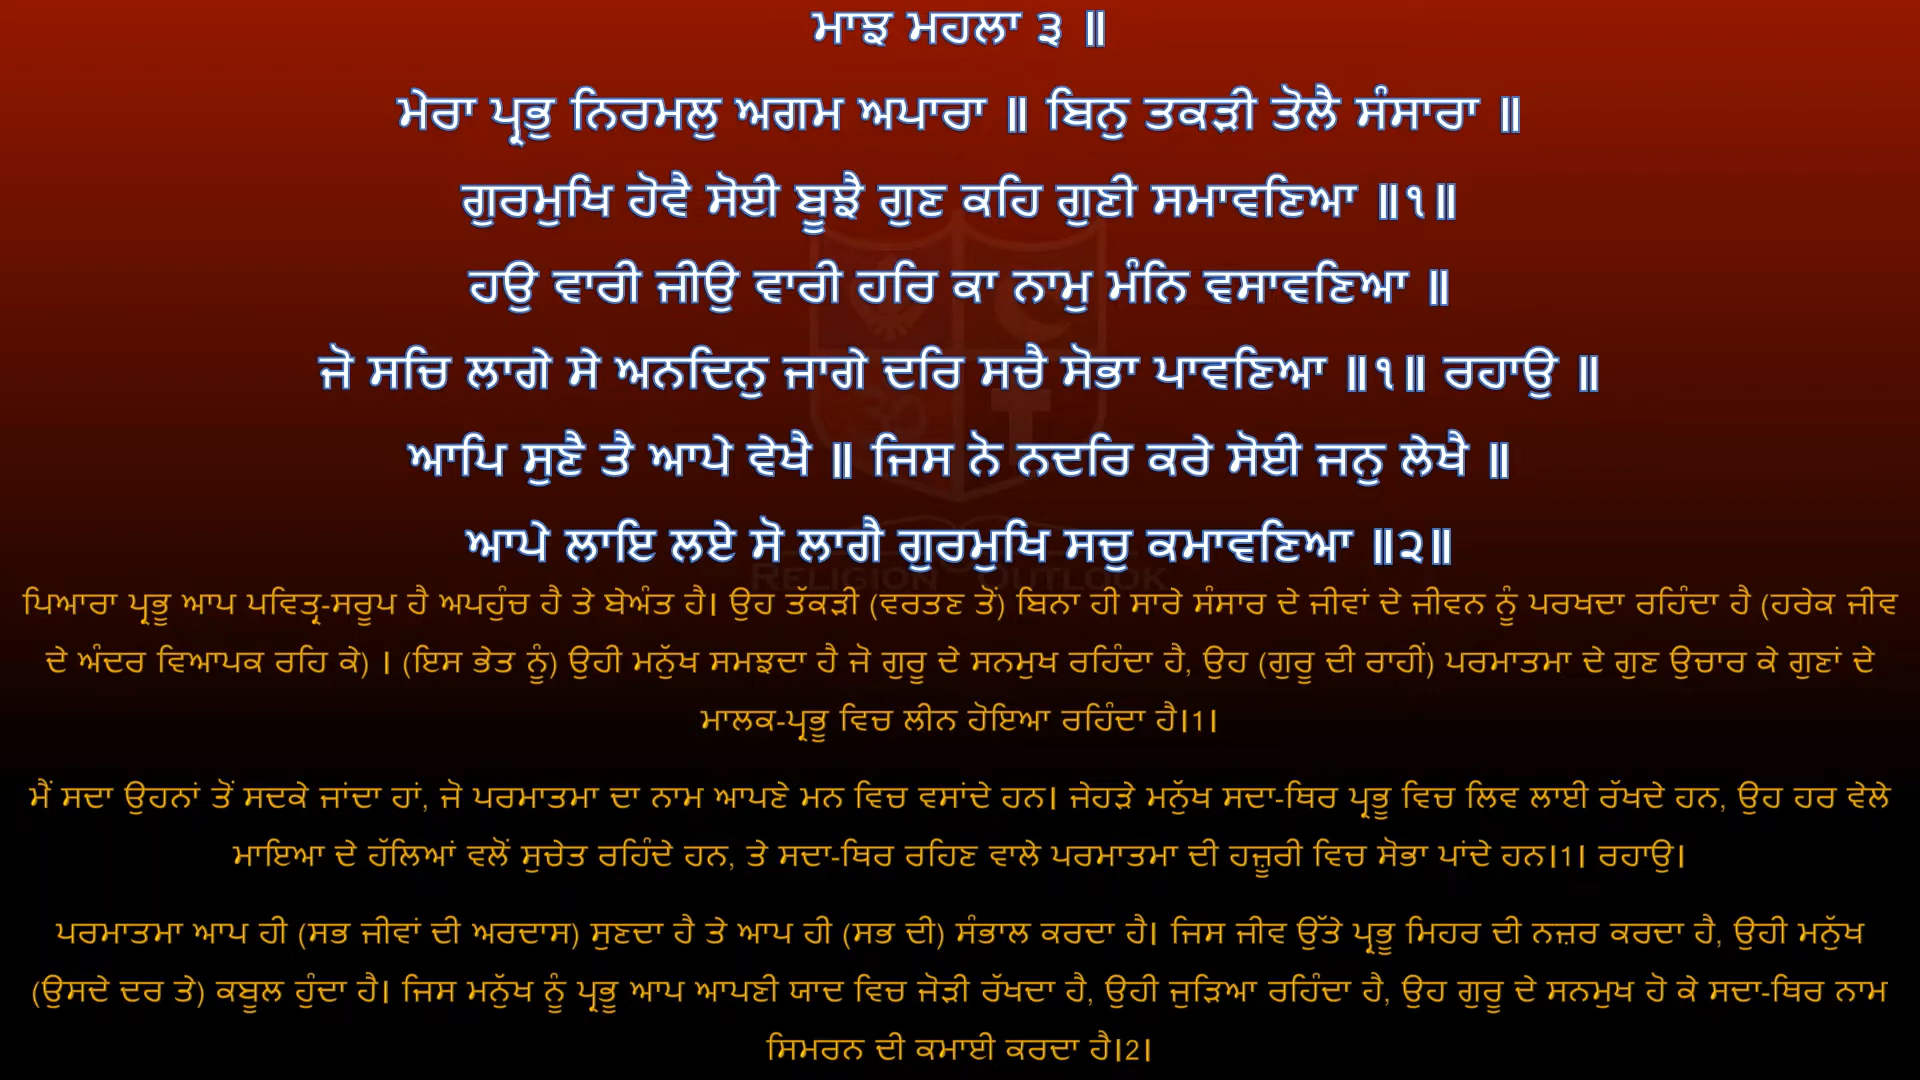 ਮਾਝ ਮਹਲਾ ੩ ॥
ਮੇਰਾ ਪ੍ਰਭੁ ਨਿਰਮਲੁ ਅਗਮ ਅਪਾਰਾ ॥ ਬਿਨੁ ਤਕੜੀ ਤੋਲੈ ਸੰਸਾਰਾ ॥
ਗੁਰਮੁਖਿ ਹੋਵੈ ਸੋਈ ਬੂਝੈ ਗੁਣ ਕਹਿ ਗੁਣੀ ਸਮਾਵਣਿਆ ॥੧॥
ਹਉ ਵਾਰੀ ਜੀਉ ਵਾਰੀ ਹਰਿ ਕਾ ਨਾਮੁ ਮੰਨਿ ਵਸਾਵਣਿਆ ॥
ਜੋ ਸਚਿ ਲਾਗੇ ਸੇ ਅਨਦਿਨੁ ਜਾਗੇ ਦਰਿ ਸਚੈ ਸੋਭਾ ਪਾਵਣਿਆ ॥੧॥ ਰਹਾਉ ॥
ਆਪਿ ਸੁਣੈ ਤੈ ਆਪੇ ਵੇਖੈ ॥ ਜਿਸ ਨੋ ਨਦਰਿ ਕਰੇ ਸੋਈ ਜਨੁ ਲੇਖੈ ॥
ਆਪੇ ਲਾਇ ਲਏ ਸੋ ਲਾਗੈ ਗੁਰਮੁਖਿ ਸਚੁ ਕਮਾਵਣਿਆ ॥੨॥
RELIGION OUTLOOK
ਪਿਆਰਾ ਪ੍ਰਭੂ ਆਪ ਪਵਿਤ੍ਰ-ਸਰੂਪ ਹੈ ਅਪਹੁੰਚ ਹੈ ਤੇ ਬੇਅੰਤ ਹੈ। ਉਹ ਤੱਕੜੀ (ਵਰਤਣ ਤੋਂ) ਬਿਨਾ ਹੀ ਸਾਰੇ ਸੰਸਾਰ ਦੇ ਜੀਵਾਂ ਦੇ ਜੀਵਨ ਨੂੰ ਪਰਖਦਾ ਰਹਿੰਦਾ ਹੈ (ਹਰੇਕ ਜੀਵ
ਦੇ ਅੰਦਰ ਵਿਆਪਕ ਰਹਿ ਕੇ) । (ਇਸ ਭੇਤ ਨੂੰ) ਉਹੀ ਮਨੁੱਖ ਸਮਝਦਾ ਹੈ ਜੋ ਗੁਰੂ ਦੇ ਸਨਮੁਖ ਰਹਿੰਦਾ ਹੈ, ਉਹ (ਗੁਰੂ ਦੀ ਰਾਹੀਂ) ਪਰਮਾਤਮਾ ਦੇ ਗੁਣ ਉਚਾਰ ਕੇ ਗੁਣਾਂ ਦੇ
ਮਾਲਕ-ਪ੍ਰਭੂ ਵਿਚ ਲੀਨ ਹੋਇਆ ਰਹਿੰਦਾ ਹੈ।1।
ਮੈਂ ਸਦਾ ਉਹਨਾਂ ਤੋਂ ਸਦਕੇ ਜਾਂਦਾ ਹਾਂ, ਜੋ ਪਰਮਾਤਮਾ ਦਾ ਨਾਮ ਆਪਣੇ ਮਨ ਵਿਚ ਵਸਾਂਦੇ ਹਨ। ਜੇਹੜੇ ਮਨੁੱਖ ਸਦਾ-ਥਿਰ ਪ੍ਰਭੂ ਵਿਚ ਲਿਵ ਲਾਈ ਰੱਖਦੇ ਹਨ, ਉਹ ਹਰ ਵੇਲੇ
ਮਾਇਆ ਦੇ ਹੱਲਿਆਂ ਵਲੋਂ ਸੁਚੇਤ ਰਹਿੰਦੇ ਹਨ, ਤੇ ਸਦਾ-ਥਿਰ ਰਹਿਣ ਵਾਲੇ ਪਰਮਾਤਮਾ ਦੀ ਹਜ਼ੂਰੀ ਵਿਚ ਸੋਭਾ ਪਾਂਦੇ ਹਨ।1। ਰਹਾਉ।
ਪਰਮਾਤਮਾ ਆਪ ਹੀ (ਸਭ ਜੀਵਾਂ ਦੀ ਅਰਦਾਸ) ਸੁਣਦਾ ਹੈ ਤੇ ਆਪ ਹੀ (ਸਭ ਦੀ) ਸੰਭਾਲ ਕਰਦਾ ਹੈ। ਜਿਸ ਜੀਵ ਉੱਤੇ ਪ੍ਰਭੂ ਮਿਹਰ ਦੀ ਨਜ਼ਰ ਕਰਦਾ ਹੈ, ਉਹੀ ਮਨੁੱਖ
(ਉਸਦੇ ਦਰ ਤੇ) ਕਬੂਲ ਹੁੰਦਾ ਹੈ। ਜਿਸ ਮਨੁੱਖ ਨੂੰ ਪ੍ਰਭੂ ਆਪ ਆਪਣੀ ਯਾਦ ਵਿਚ ਜੋੜੀ ਰੱਖਦਾ ਹੈ, ਉਹੀ ਜੁੜਿਆ ਰਹਿੰਦਾ ਹੈ, ਉਹ ਗੁਰੂ ਦੇ ਸਨਮੁਖ ਹੋ ਕੇ ਸਦਾ-ਥਿਰ ਨਾਮ
ਸਿਮਰਨ ਦੀ ਕਮਾਈ ਕਰਦਾ ਹੈ।2।